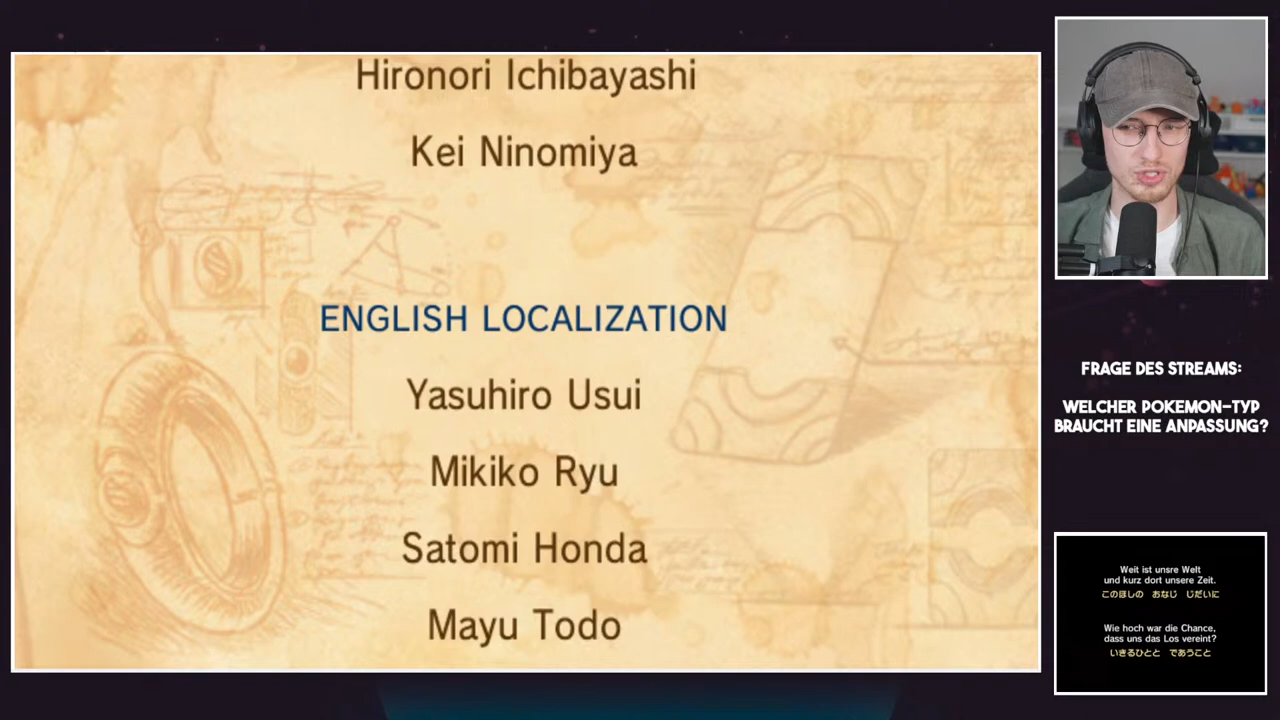 Hironori Ichibayashi
Kei Ninomiya
ENGLISH LOCALIZATION
Yasuhiro Usui
Mikiko Ryu
Satomi Honda
Mayu Todo
FRAGE DES STREAMS:
WELCHER POKEMON-TYP
BRAUCHT EINE ANPASSUNG?
Weit ist unsre Welt
und kurz dort unsere Zeit.
このほしの おなじ じだいに
Wie hoch war die Chance,
dass uns das Los vereint?
いきるひとと であうこと